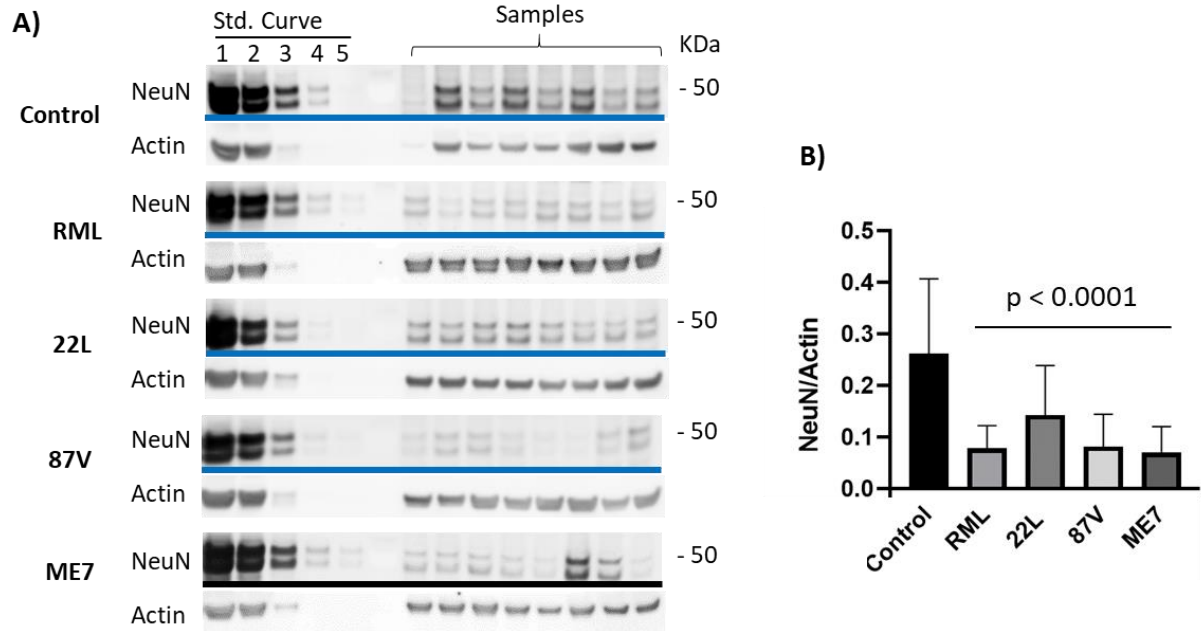 A)
Std. Curve
Samples
1 2 3 4 5
KDa
Control
NeuN
- 50
Actin
RML
NeuN
- 50
Actin
22L
NeuN
- 50
Actin
87V
NeuN
- 50
Actin
ME7
NeuN
- 50
Actin
B)
NeuN/Actin
0.5
0.4
0.3
0.2
0.1
0.0
p < 0.0001
Control
RML
22L
87V
ME7